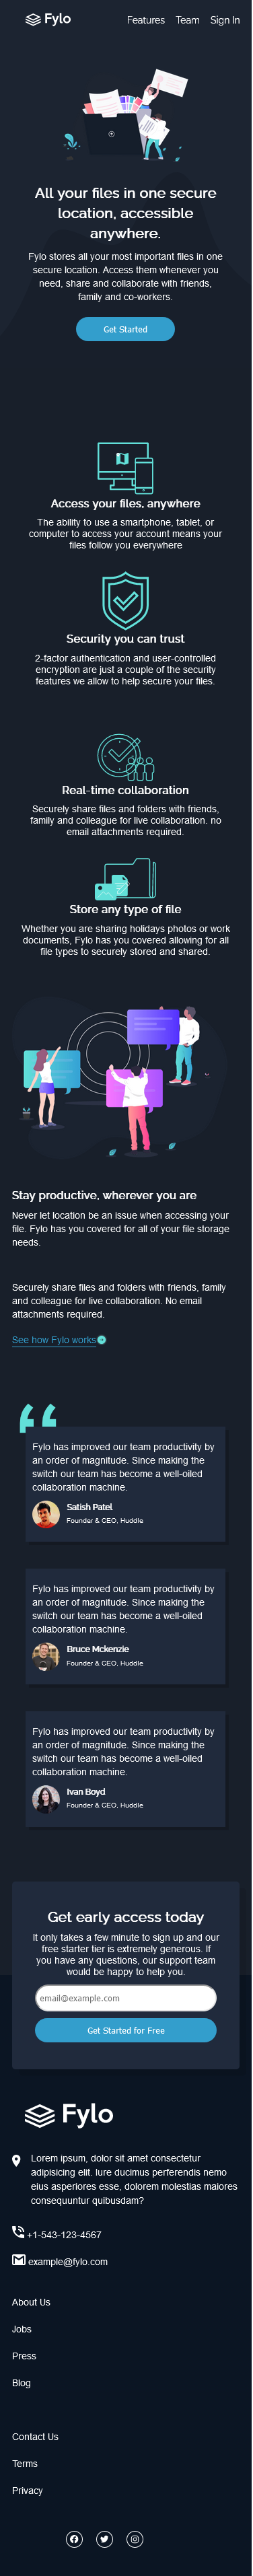 Fylo
Features Team Sign In
All your files in one secure
location, accessible
anywhere.
Fylo stores all your most important files in one
secure location. Access them whenever you
need, share and collaborate with friends,
family and co-workers.
Get Started
Access your files, anywhere
The ability to use a smartphone, tablet, or
computer to access your account means your
files follow you everywhere
Security you can trust
2-factor authentication and user-controlled
encryption are just a couple of the security
features we allow to help secure your files.
Real-time collaboration
Securely share files and folders with friends,
family and colleague for live collaboration. no
email attachments required.
Store any type of file
Whether you are sharing holidays photos or work
documents, Fylo has you covered allowing for all
file types to securely stored and shared.
Stay productive, wherever you are
Never let location be an issue when accessing your
file. Fylo has you covered for all of your file storage
needs.
Securely share files and folders with friends, family
and colleague for live collaboration. No email
attachments required.
See how Fylo works
Fylo has improved our team productivity by
an order of magnitude. Since making the
switch our team has become a well-oiled
collaboration machine.
Satish Patel
Founder & CEO, Huddle
Fylo has improved our team productivity by
an order of magnitude. Since making the
switch our team has become a well-oiled
collaboration machine.
Bruce Mckenzie
Founder & CEO, Huddle
Fylo has improved our team productivity by
an order of magnitude. Since making the
switch our team has become a well-oiled
collaboration machine.
Ivan Boyd
Founder & CEO, Huddle
Get early access today
It only takes a few minute to sign up and our
free starter tier is extremely generous. If
you have any questions, our support team
would be happy to help you.
email@example.com
Get Started for Free
Fylo
Lorem ipsum, dolor sit amet consectetur
adipisicing elit. Iure ducimus perferendis nemo
eius asperiores esse, dolorem molestias maiores
consequuntur quibusdam?
+1-543-123-4567
example@fylo.com
About Us
Jobs
Press
Blog
Contact Us
Terms
Privacy